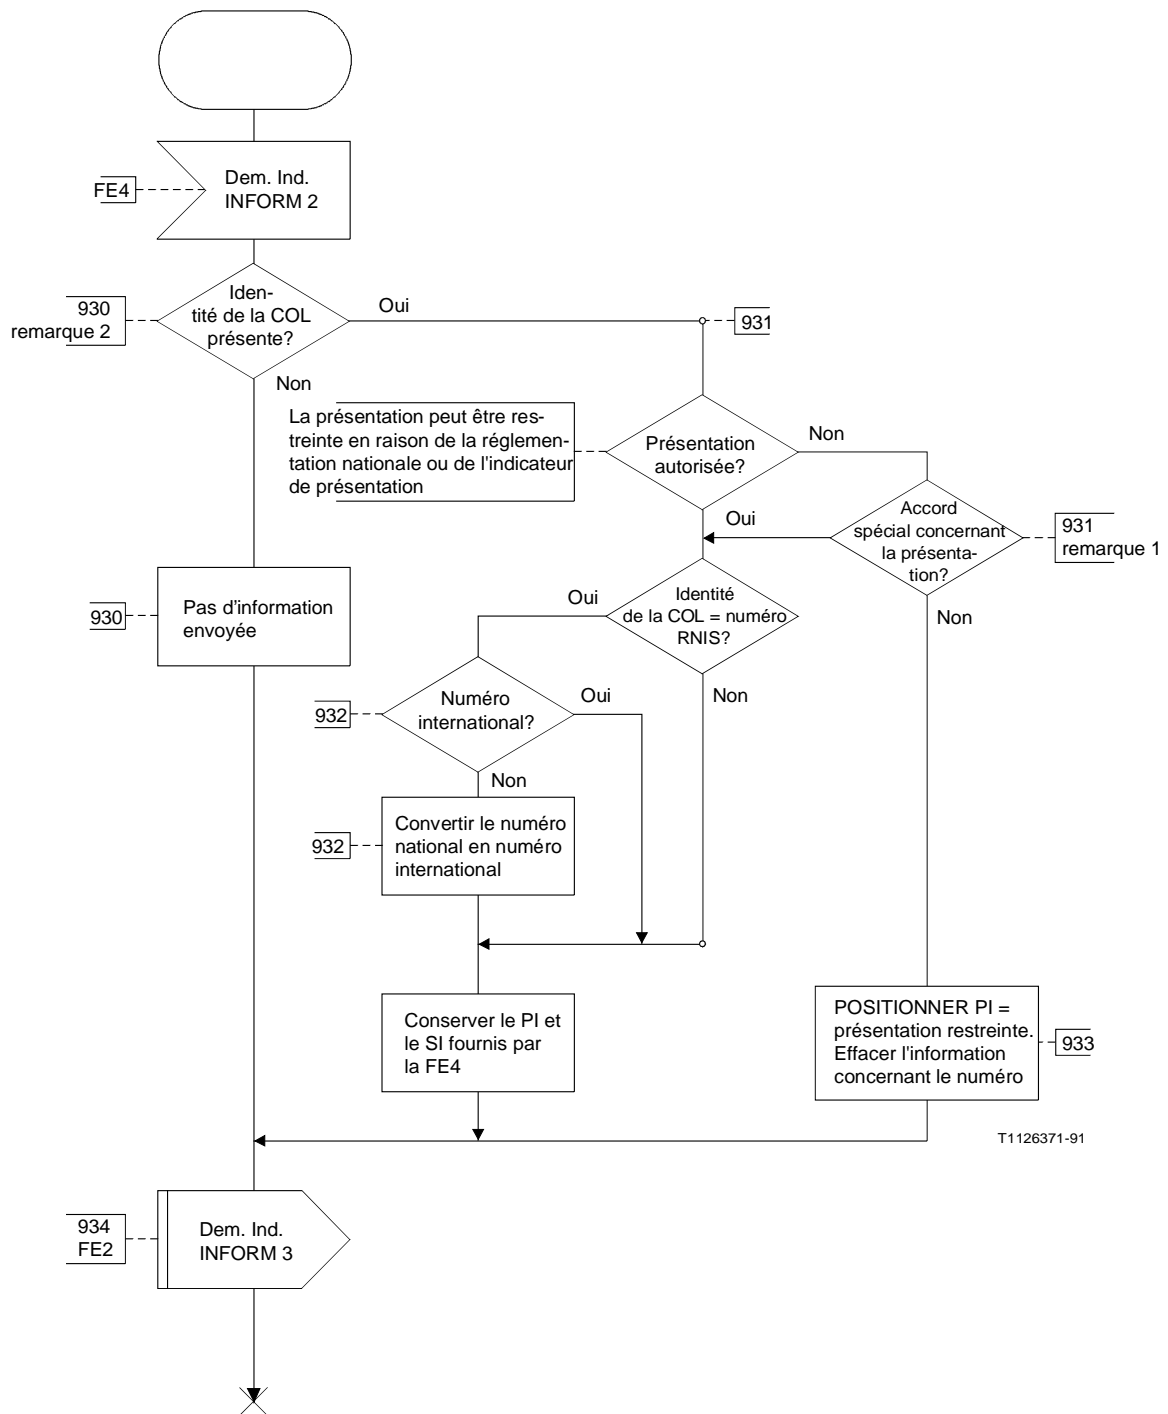 Dem. Ind.
INFORM 2
FE4
Iden-
tité de la COL
présente?
930
remarque 2
Oui
931
Non
La présentation peut être res-
treinte en raison de la réglemen-
tation nationale ou de l'indicateur
de présentation
Présentation
autorisée?
Non
Oui
Accord
spécial concernant
la présenta-
tion?
931
remarque 1
Pas d'information
envoyée
930
Oui
Identité
de la COL = numéro
RNIS?
Non
Non
932
Numéro
international?
Oui
Non
932
Convertir le numéro
national en numéro
international
Conserver le PI et
le SI fournis par
la FE4
POSITIONNER PI =
présentation restreinte.
Effacer l'information
concernant le numéro
933
T1126371-91
934
FE2
Dem. Ind.
INFORM 3